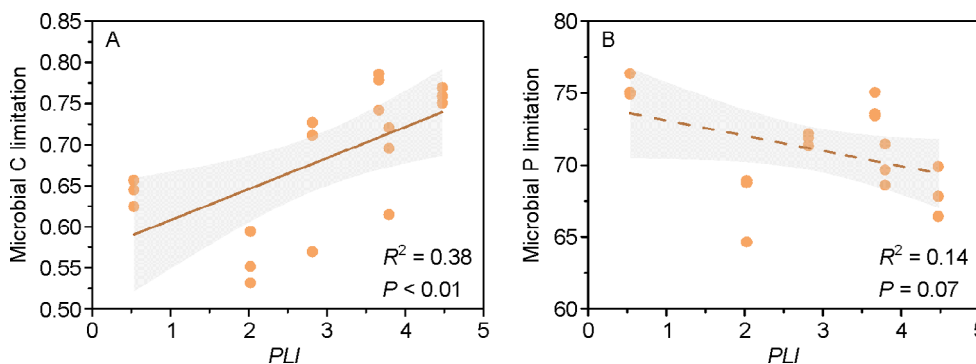 A
Microbial C limitation
0.85
0.80
0.75
0.70
0.65
0.60
0.55
0.50
R² = 0.38
P < 0.01
0 1 2 3 4 5
PLI
B
Microbial P limitation
80
75
70
65
60
R² = 0.14
P = 0.07
0 1 2 3 4 5
PLI